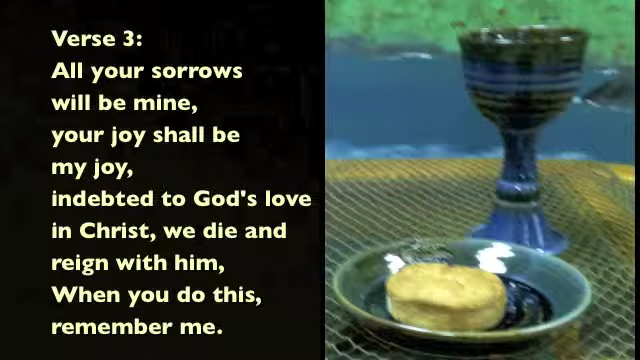 Verse 3:
All your sorrows
will be mine,
your joy shall be
my joy,
indebted to God's love
in Christ, we die and
reign with him,
When you do this,
remember me.